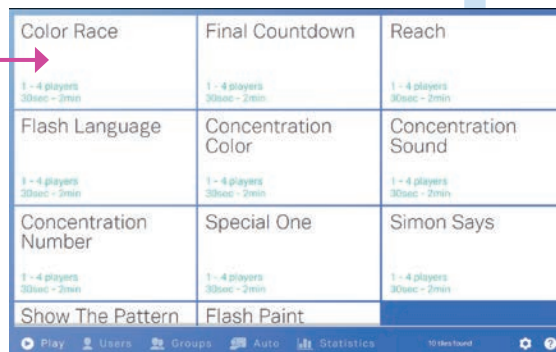 Color Race
1 - 4 players
30sec - 2min
Final Countdown
1 - 4 players
30sec - 2min
Reach
1 - 4 players
30sec - 2min
Flash Language
1 - 4 players
30sec - 2min
Concentration
Color
1 - 4 players
30sec - 2min
Concentration
Sound
1 - 4 players
30sec - 2min
Concentration
Number
1 - 4 players
30sec - 2min
Special One
1 - 4 players
30sec - 2min
Simon Says
1 - 4 players
30sec - 2min
Show The Pattern
Flash Paint
Play Users Groups Auto Statistics 10 tiles found ?